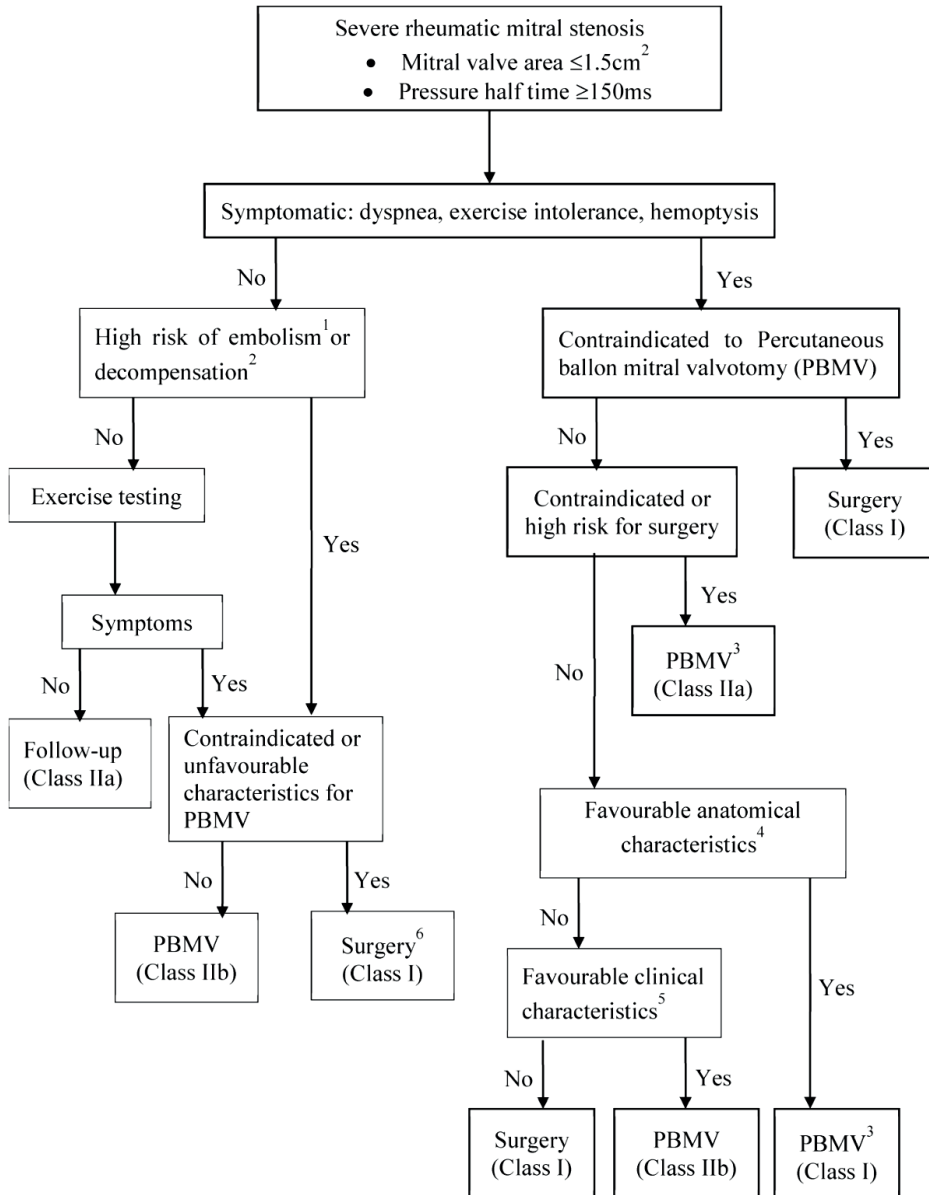 Severe rheumatic mitral stenosis
• Mitral valve area ≤1.5cm²
• Pressure half time ≥150ms
Symptomatic: dyspnea, exercise intolerance, hemoptysis
No
Yes
High risk of embolism¹or
decompensation²
Contraindicated to Percutaneous
ballon mitral valvotomy (PBMV)
No
Yes
No
Yes
Exercise testing
Contraindicated or
high risk for surgery
Surgery
(Class I)
Symptoms
No
Yes
No
Yes
PBMV³
(Class IIa)
Follow-up
(Class IIa)
Contraindicated or
unfavourable
characteristics for
PBMV
Favourable anatomical
characteristics⁴
No
Yes
No
Yes
PBMV
(Class IIb)
Surgery⁶
(Class I)
Favourable clinical
characteristics⁵
No
Yes
Surgery
(Class I)
PBMV
(Class IIb)
PBMV³
(Class I)